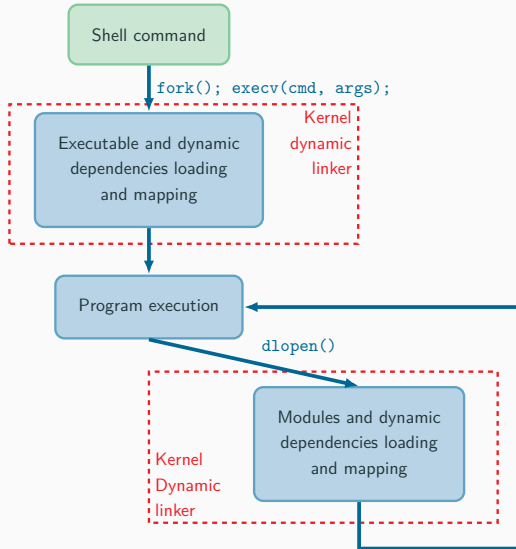 Shell command
fork(); execv(cmd, args);
Kernel
dynamic
linker
Executable and dynamic
dependencies loading
and mapping
Program execution
dlopen()
Modules and dynamic
dependencies loading
and mapping
Kernel
Dynamic
linker